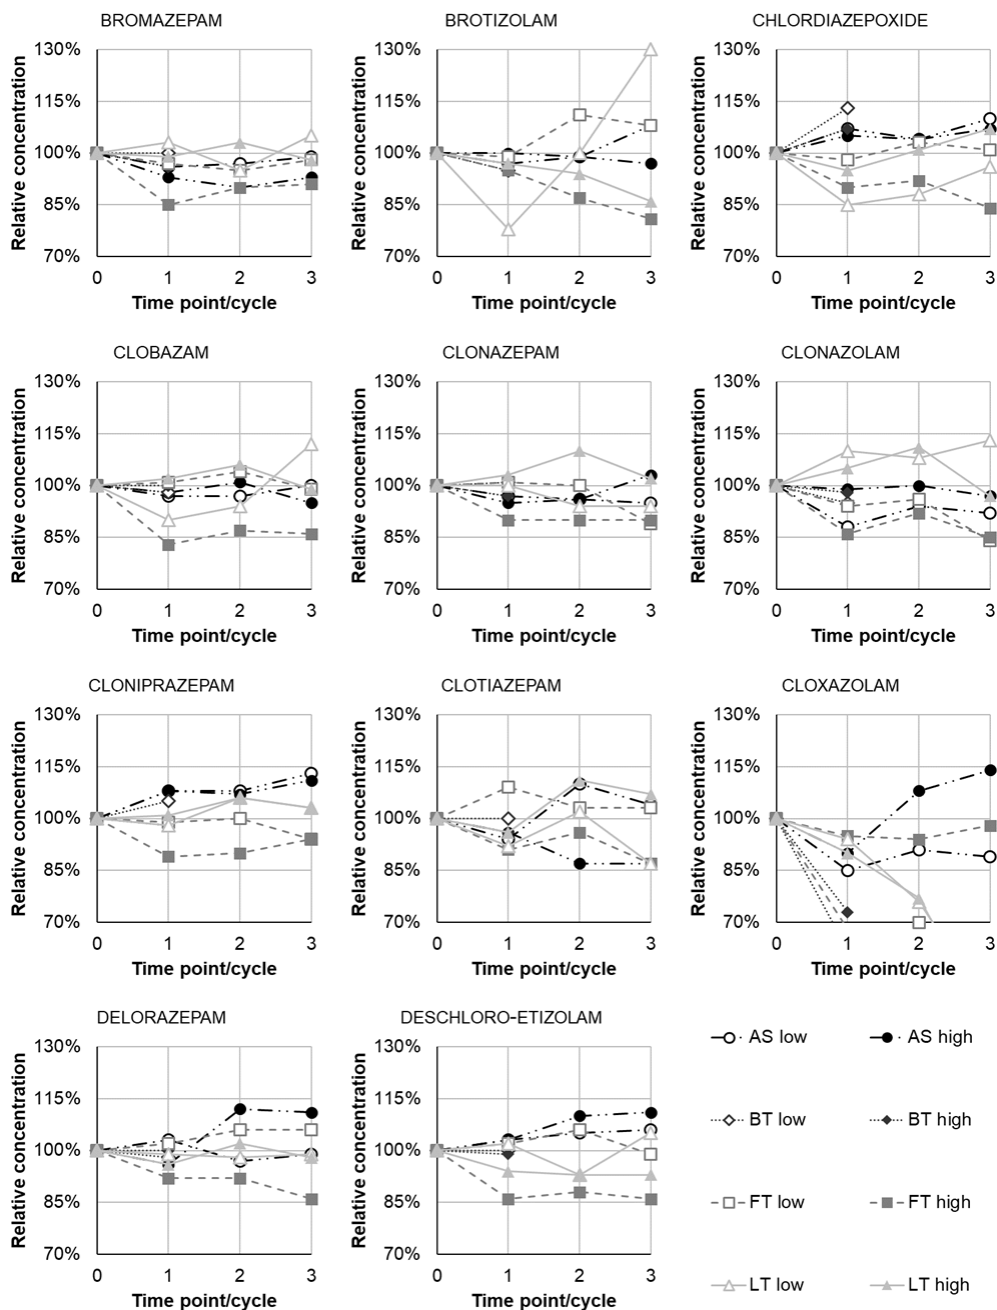 BROMAZEPAM
Relative concentration
130%
115%
100%
85%
70%
0 1 2 3
Time point/cycle
BROTIZOLAM
Relative concentration
130%
115%
100%
85%
70%
0 1 2 3
Time point/cycle
CHLORDIAZEPOXIDE
Relative concentration
130%
115%
100%
85%
70%
0 1 2 3
Time point/cycle
CLOBAZAM
Relative concentration
130%
115%
100%
85%
70%
0 1 2 3
Time point/cycle
CLONAZEPAM
Relative concentration
130%
115%
100%
85%
70%
0 1 2 3
Time point/cycle
CLONAZOLAM
Relative concentration
130%
115%
100%
85%
70%
0 1 2 3
Time point/cycle
CLONIPRAZEPAM
Relative concentration
130%
115%
100%
85%
70%
0 1 2 3
Time point/cycle
CLOTIAZEPAM
Relative concentration
130%
115%
100%
85%
70%
0 1 2 3
Time point/cycle
CLOXAZOLAM
Relative concentration
130%
115%
100%
85%
70%
0 1 2 3
Time point/cycle
DELORAZEPAM
Relative concentration
130%
115%
100%
85%
70%
0 1 2 3
Time point/cycle
DESCHLORO-ETIZOLAM
Relative concentration
130%
115%
100%
85%
70%
0 1 2 3
Time point/cycle
AS low
AS high
BT low
BT high
FT low
FT high
LT low
LT high